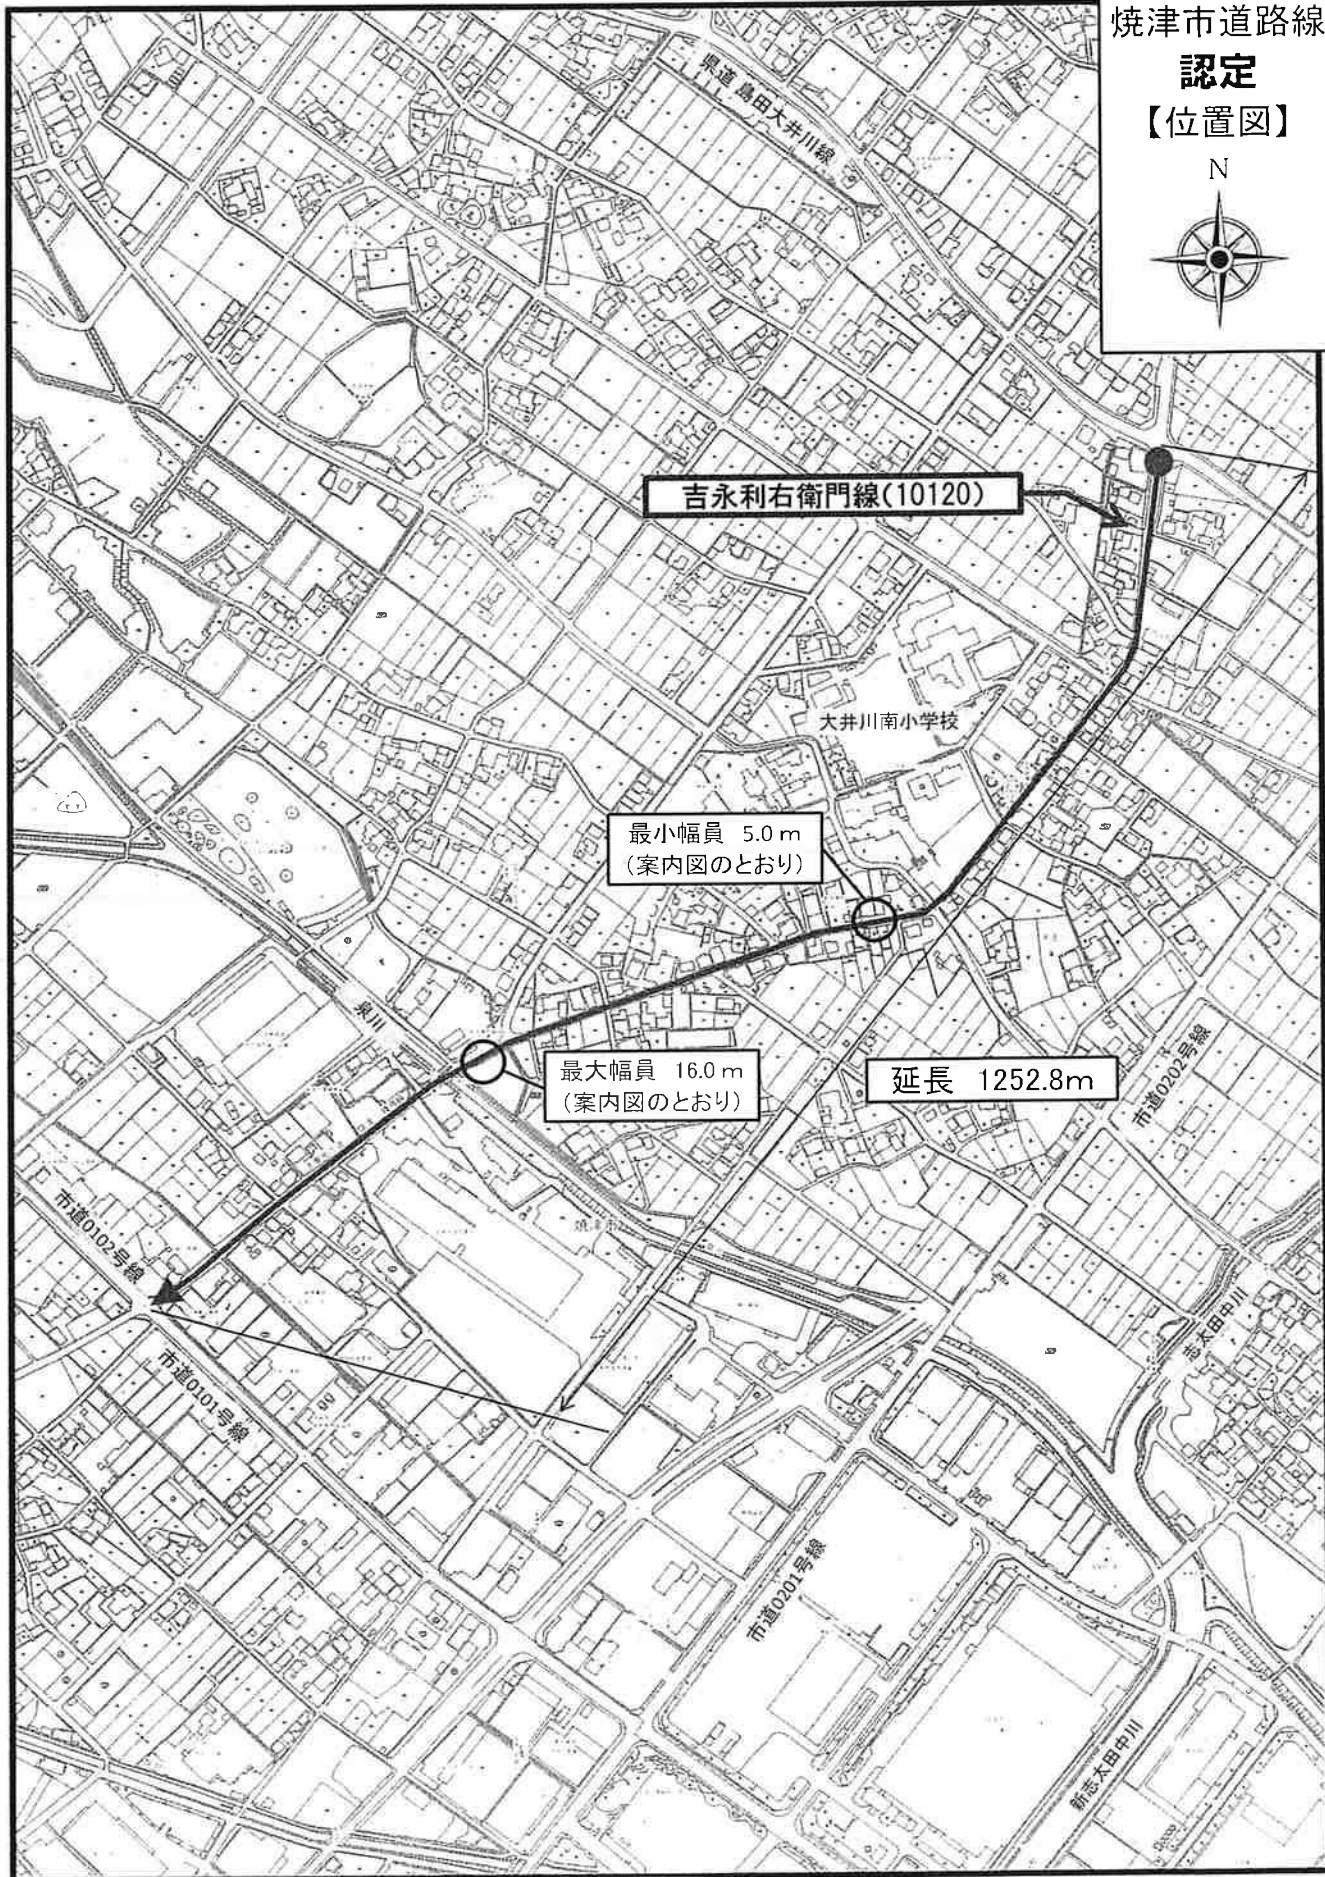 焼津市道路線
認定
【位置図】
N
県道 島田大井川線
吉永利右衛門線(10120)
大井川南小学校
最小幅員 5.0m
(案内図のとおり)
泉川
最大幅員 16.0m
(案内図のとおり)
延長 1252.8m
市道0202号線
市道0102号線
焼津市
市道0101号線
志太田中川
市道0201号線
新志太田中川